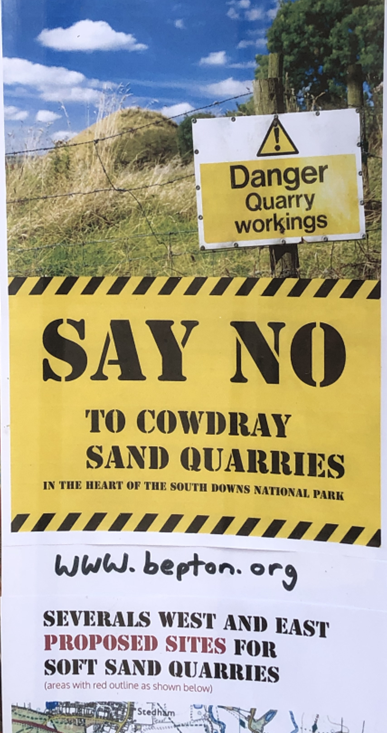 Danger
Quarry
workings
SAY NO
TO COWDRAY
SAND QUARRIES
IN THE HEART OF THE SOUTH DOWNS NATIONAL PARK
www.bepton.org
SEVERALS WEST AND EAST
PROPOSED SITES FOR
SOFT SAND QUARRIES
(areas with red outline as shown below)
Stedham